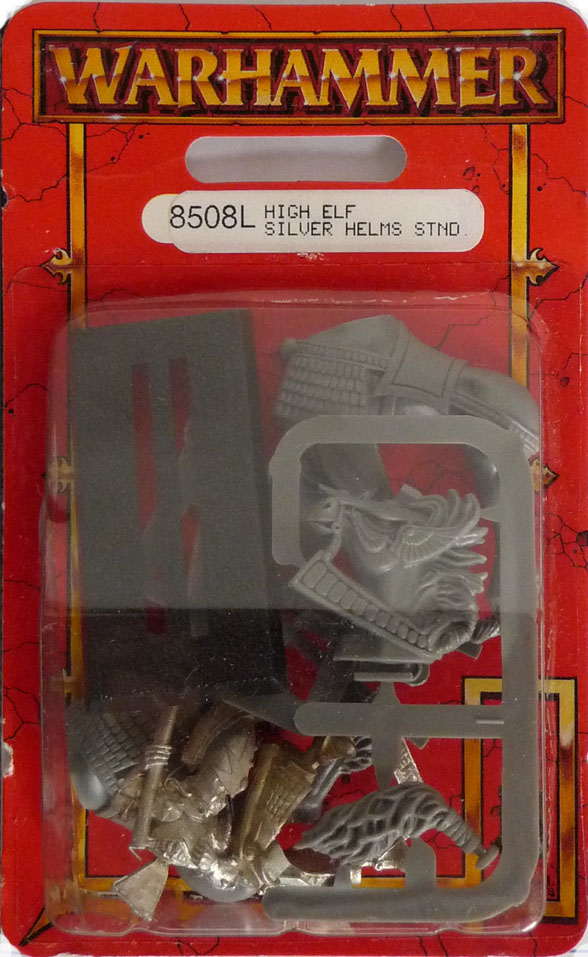 WARHAMMER
8508L HIGH ELF
SILVER HELMS STND